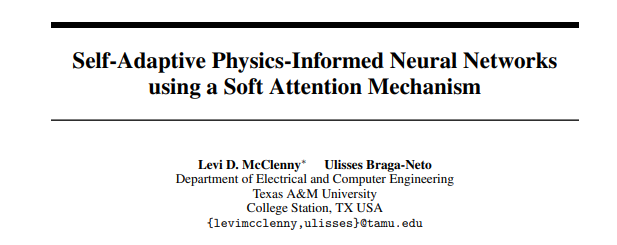 Self-Adaptive Physics-Informed Neural Networks
using a Soft Attention Mechanism
Levi D. McClenny* Ulisses Braga-Neto
Department of Electrical and Computer Engineering
Texas A&M University
College Station, TX USA
{levimcclenny,ulisses}@tamu.edu